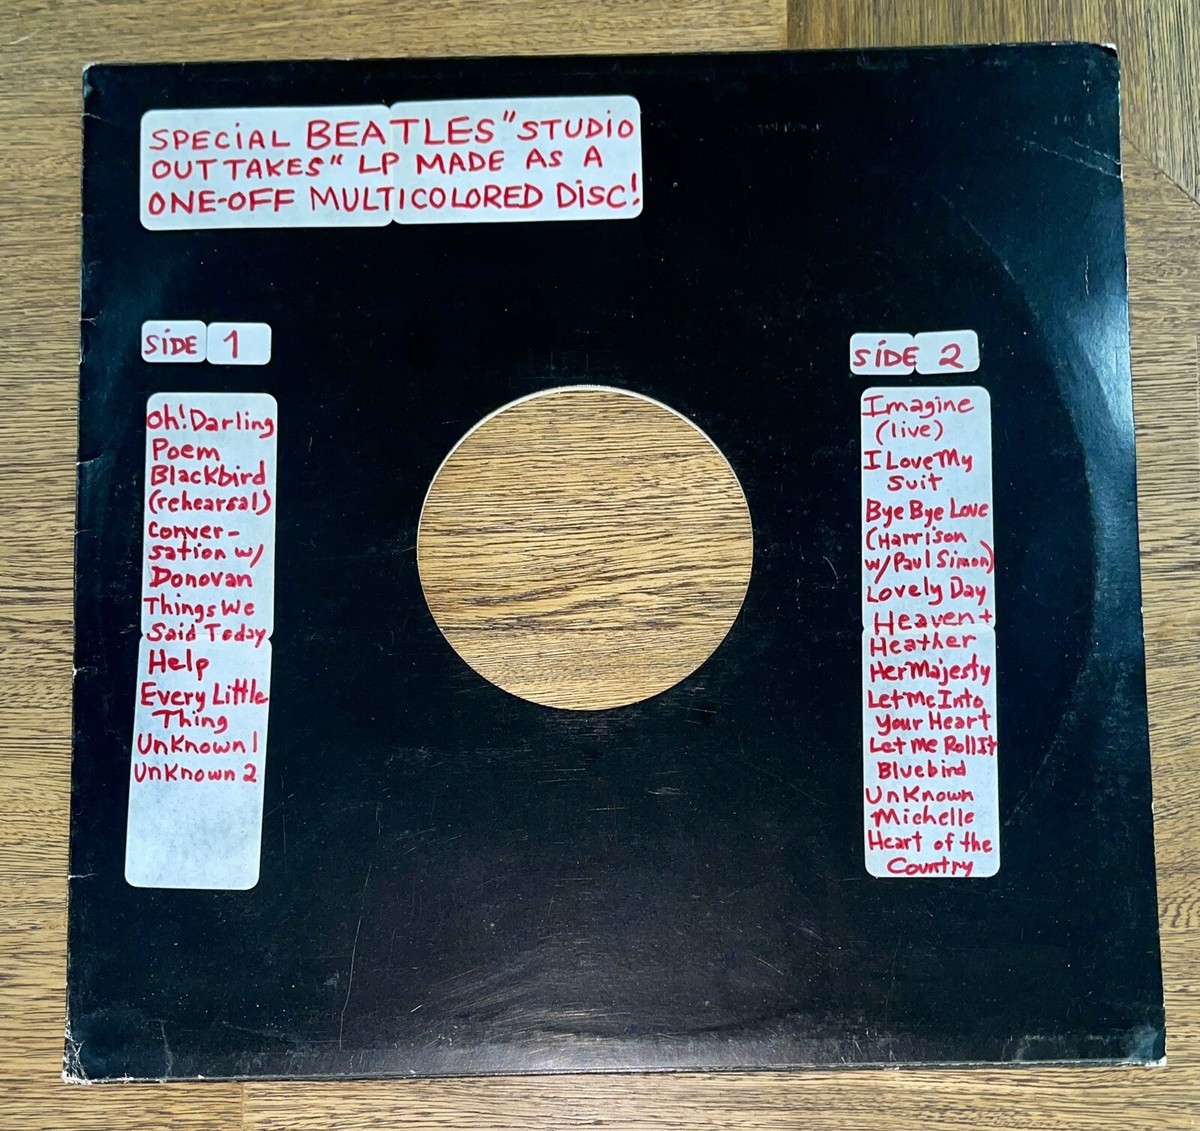 SPECIAL BEATLES "STUDIO
OUTTAKES" LP MADE AS A
ONE-OFF MULTICOLORED DISC!
SIDE 1
Oh! Darling
Poem
Blackbird
(rehearsal)
Conver-
sation w/
Donovan
Things We
Said Today
Help
Every Little
Thing
Unknown 1
Unknown 2
SIDE 2
Imagine
(live)
I Love My
Suit
Bye Bye Love
(Harrison
w/Paul Simon)
Lovely Day
Heaven +
Heather
Her Majesty
Let Me Into
Your Heart
Let me Roll It
Bluebird
Unknown
Michelle
Heart of the
Country